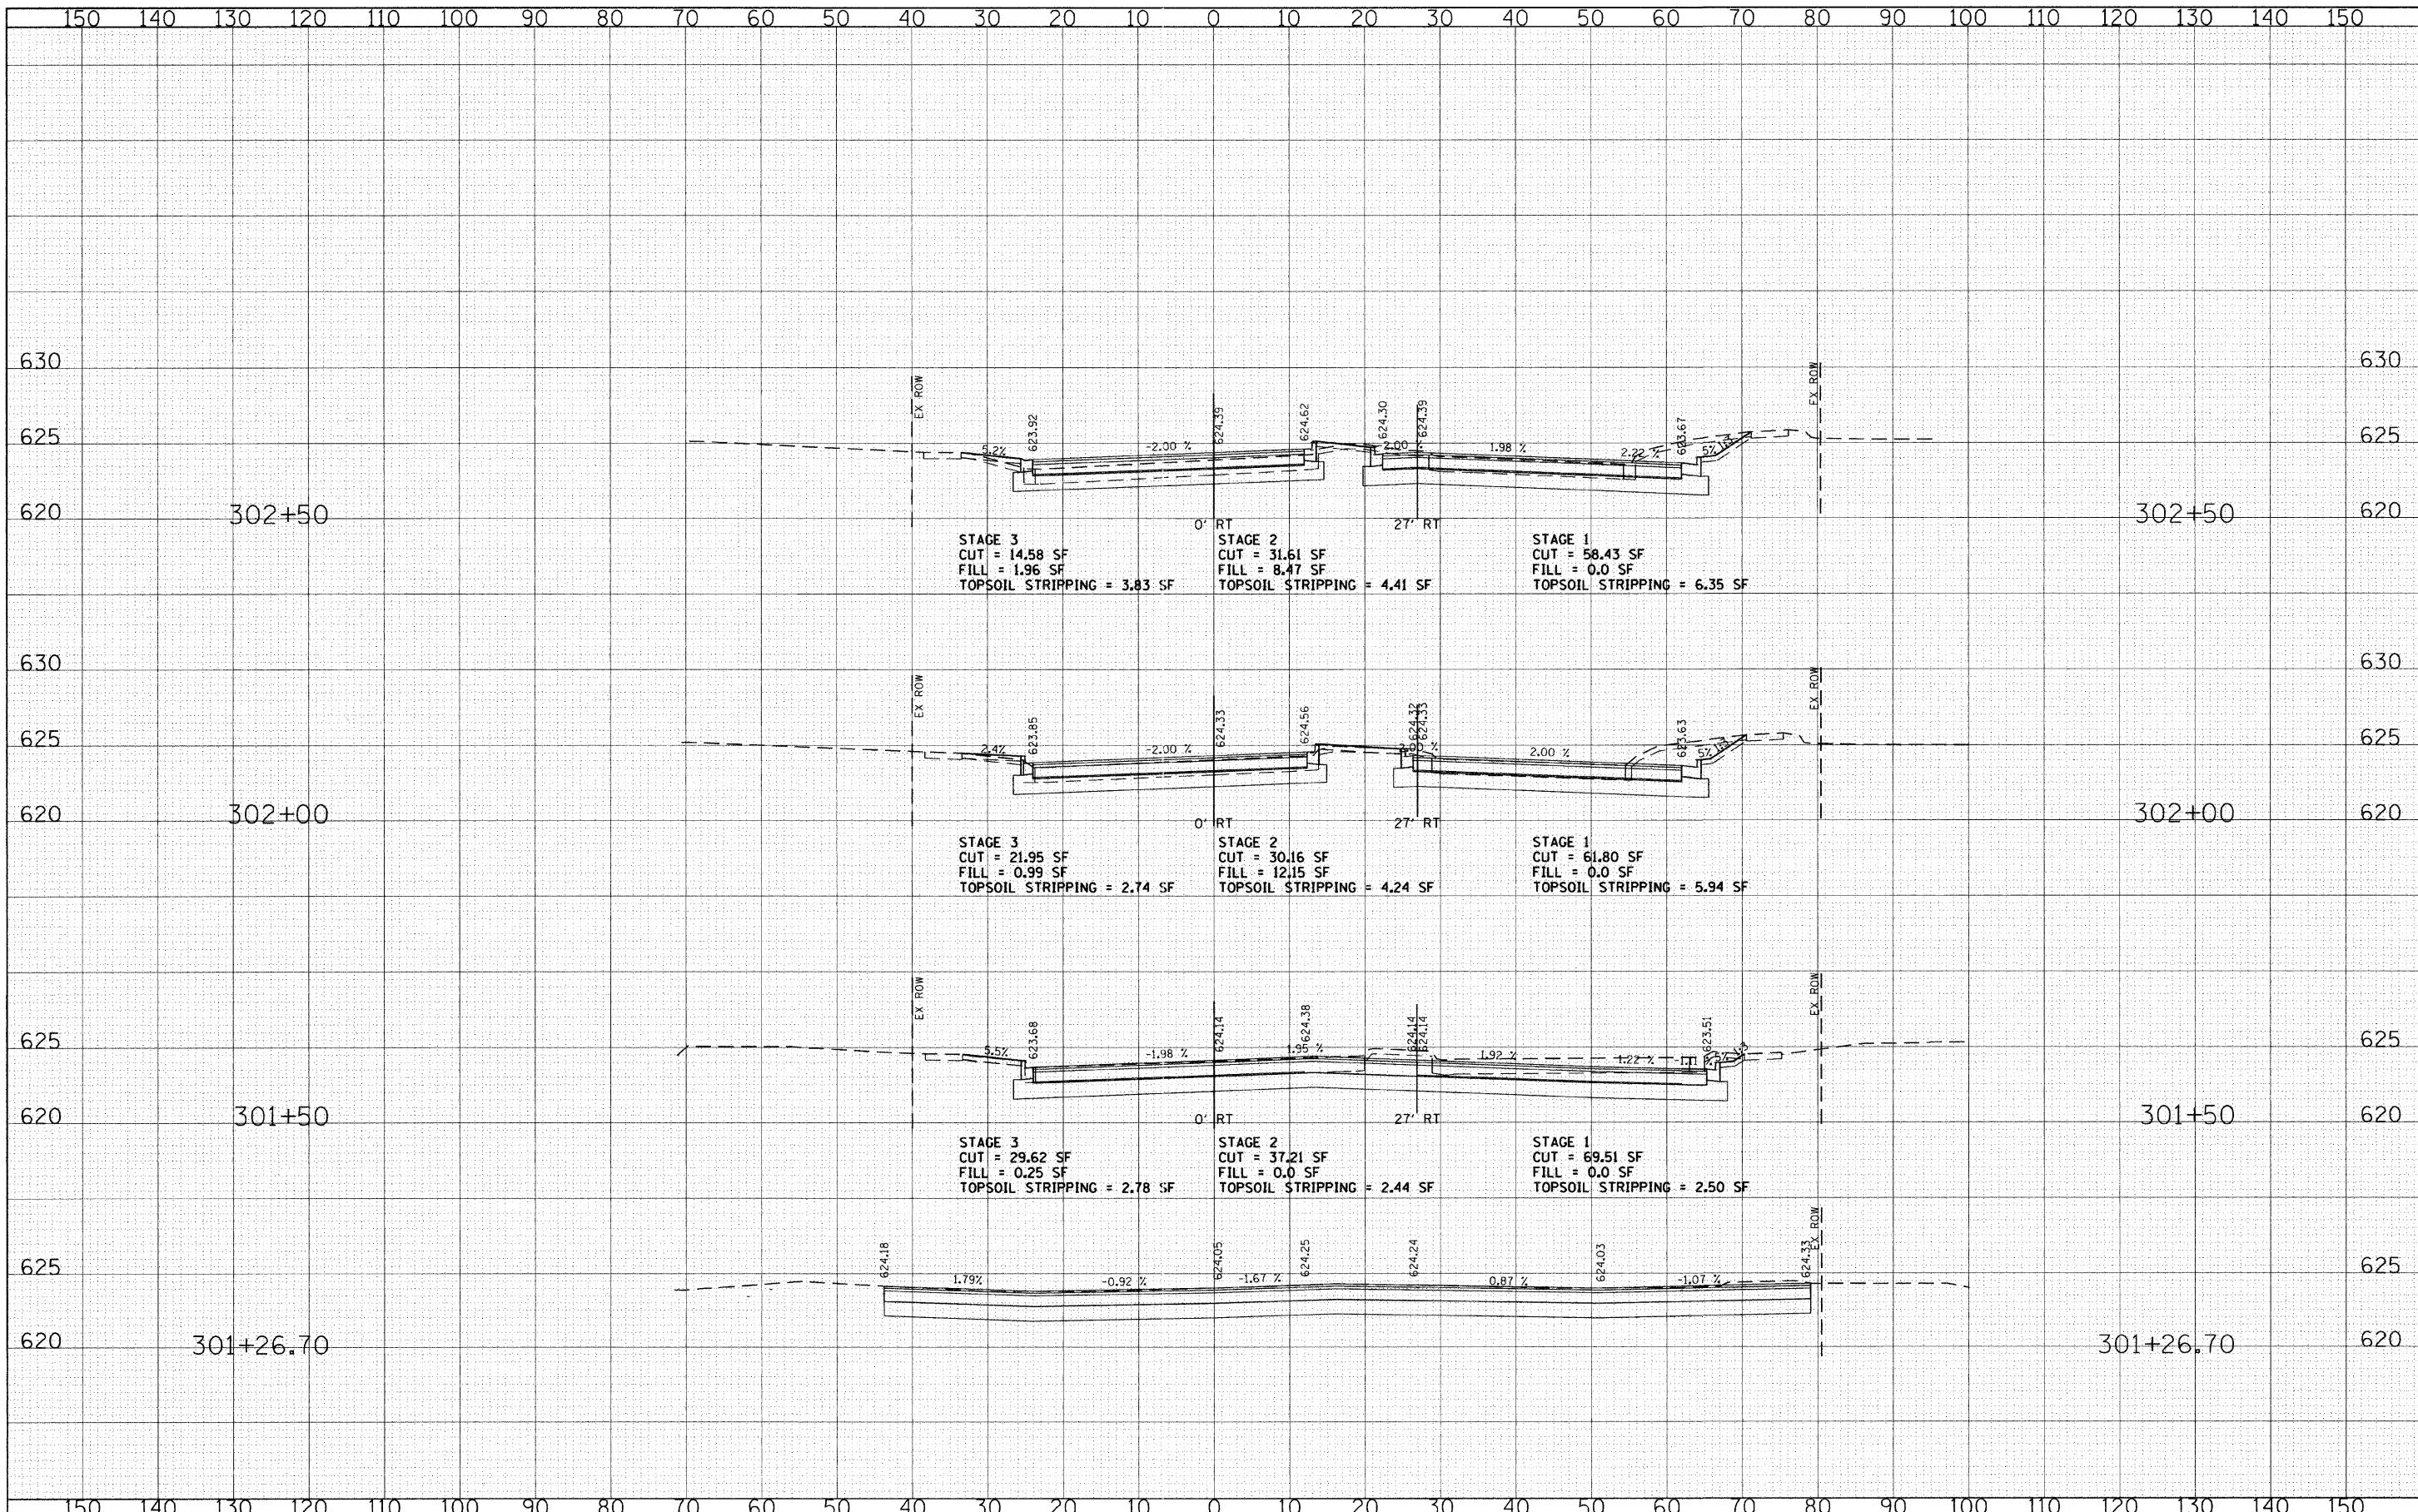 150 140 130 120 110 100 90 80 70 60 50 40 30 20 10 0 10 20 30 40 50 60 70 80 90 100 110 120 130 140 150
630 630
EX ROW EX ROW
623.92 624.39 624.62 624.30 624.39 623.67
625 625
5.2% -2.00 % 2.00 % 1.98 % 2.22 % 5%
620 302+50 302+50 620
0' RT 27' RT
STAGE 3 STAGE 2 STAGE 1
CUT = 14.58 SF CUT = 31.61 SF CUT = 58.43 SF
FILL = 1.96 SF FILL = 8.47 SF FILL = 0.0 SF
TOPSOIL STRIPPING = 3.83 SF TOPSOIL STRIPPING = 4.41 SF TOPSOIL STRIPPING = 6.35 SF
630 630
EX ROW EX ROW
623.85 624.33 624.56 624.32 624.33 623.63
625 625
2.4% -2.00 % 2.00 % 2.00 % 5%
620 302+00 302+00 620
0' RT 27' RT
STAGE 3 STAGE 2 STAGE 1
CUT = 21.95 SF CUT = 30.16 SF CUT = 61.80 SF
FILL = 0.99 SF FILL = 12.15 SF FILL = 0.0 SF
TOPSOIL STRIPPING = 2.74 SF TOPSOIL STRIPPING = 4.24 SF TOPSOIL STRIPPING = 5.94 SF
EX ROW EX ROW
623.68 624.14 624.38 624.14 624.14 623.51
625 625
5.5% -1.98 % 1.95 % 1.92 % 1.22 %
620 301+50 301+50 620
0' RT 27' RT
STAGE 3 STAGE 2 STAGE 1
CUT = 29.62 SF CUT = 37.21 SF CUT = 69.51 SF
FILL = 0.25 SF FILL = 0.0 SF FILL = 0.0 SF
TOPSOIL STRIPPING = 2.78 SF TOPSOIL STRIPPING = 2.44 SF TOPSOIL STRIPPING = 2.50 SF
EX ROW
624.18 624.05 624.25 624.24 624.03 624.33
625 625
1.79% -0.92 % -1.67 % 0.87 % -1.07 %
620 301+26.70 301+26.70 620
150 140 130 120 110 100 90 80 70 60 50 40 30 20 10 0 10 20 30 40 50 60 70 80 90 100 110 120 130 140 150